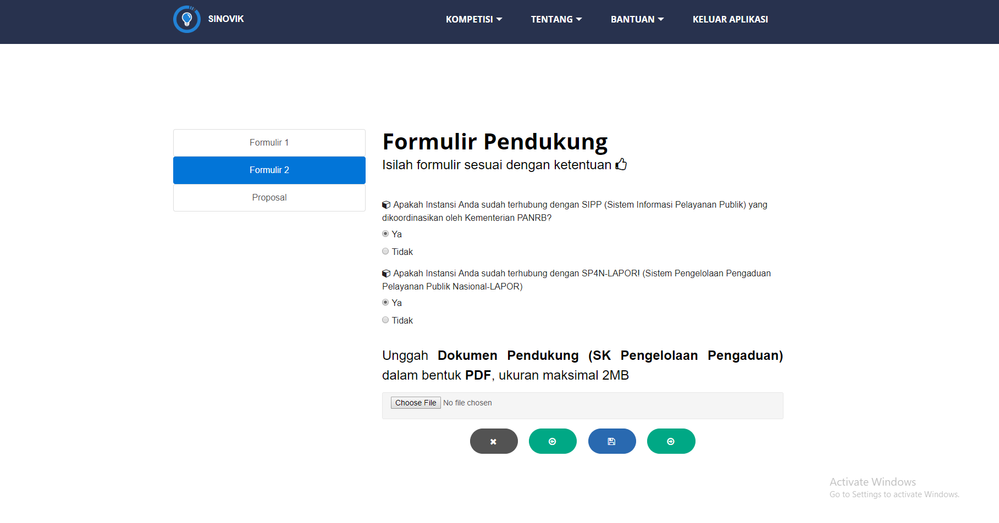 SINOVIK
KOMPETISI
TENTANG
BANTUAN
KELUAR APLIKASI
Formulir 1
Formulir 2
Proposal
Formulir Pendukung
Isilah formulir sesuai dengan ketentuan
Apakah Instansi Anda sudah terhubung dengan SIPP (Sistem Informasi Pelayanan Publik) yang
dikoordinasikan oleh Kementerian PANRB?
Ya
Tidak
Apakah Instansi Anda sudah terhubung dengan SP4N-LAPOR! (Sistem Pengelolaan Pengaduan
Pelayanan Publik Nasional-LAPOR)
Ya
Tidak
Unggah Dokumen Pendukung (SK Pengelolaan Pengaduan)
dalam bentuk PDF, ukuran maksimal 2MB
Choose File No file chosen
Activate Windows
Go to Settings to activate Windows.